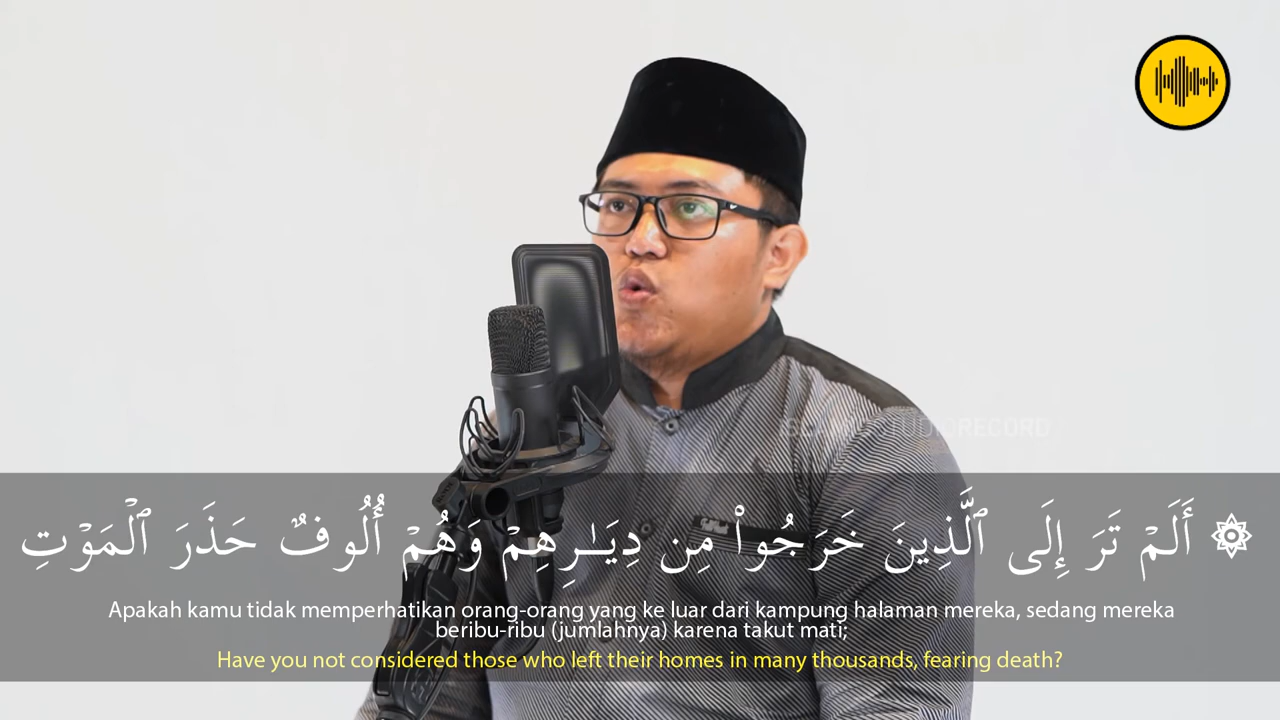 ISLAMICSTUDIORECORD
۞ أَلَمْ تَرَ إِلَى ٱلَّذِينَ خَرَجُوا۟ مِن دِيَـٰرِهِمْ وَهُمْ أُلُوفٌ حَذَرَ ٱلْمَوْتِ
Apakah kamu tidak memperhatikan orang-orang yang ke luar dari kampung halaman mereka, sedang mereka
beribu-ribu (jumlahnya) karena takut mati;
Have you not considered those who left their homes in many thousands, fearing death?